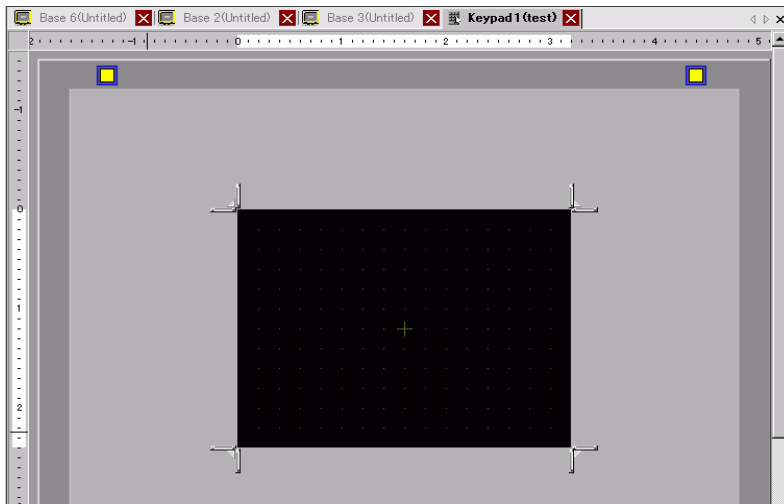 Base 6(Untitled) Base 2(Untitled) Base 3(Untitled) Keypad1(test)
2 -1 0 1 2 3 4 5
-1
0
1
2